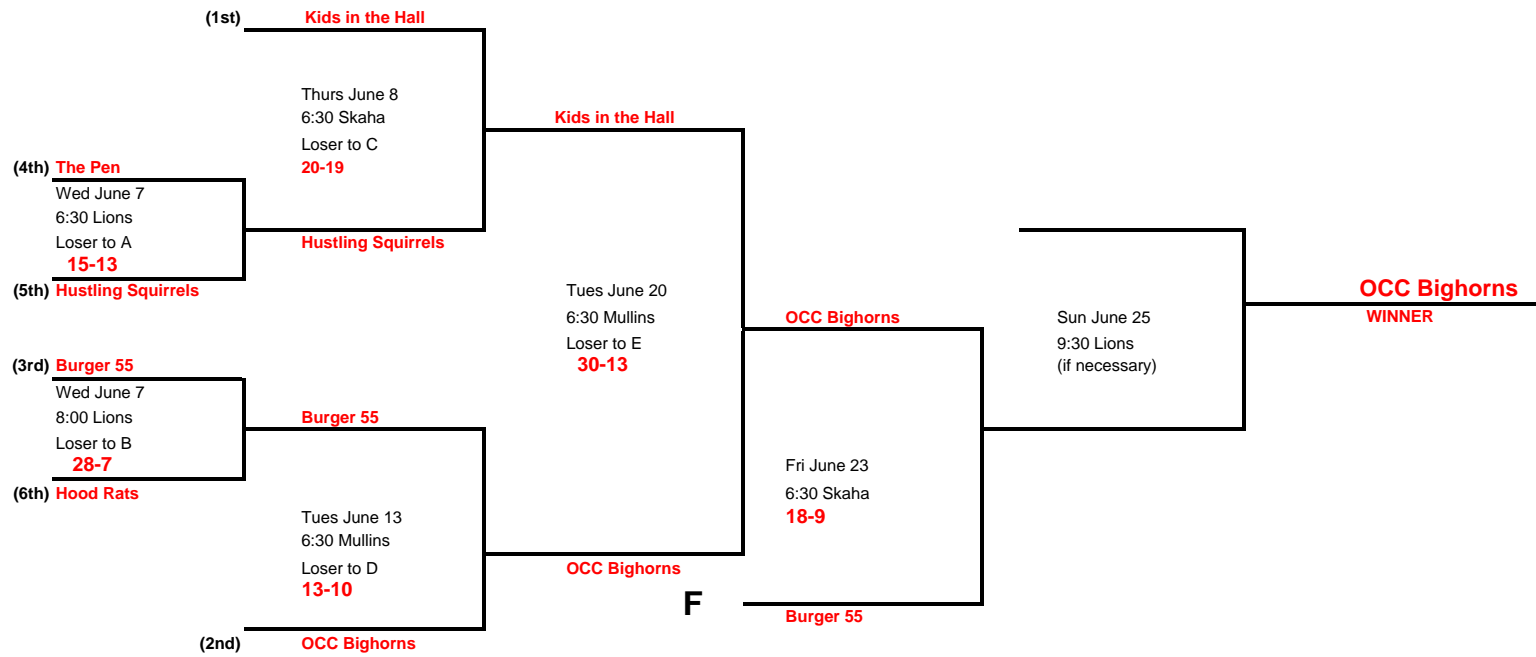 (1st) Kids in the Hall
Thurs June 8
6:30 Skaha
Loser to C
20-19
Kids in the Hall
(4th) The Pen
Wed June 7
6:30 Lions
Loser to A
15-13
(5th) Hustling Squirrels
Hustling Squirrels
Tues June 20
6:30 Mullins
Loser to E
30-13
OCC Bighorns
Sun June 25
9:30 Lions
(if necessary)
OCC Bighorns
WINNER
(3rd) Burger 55
Wed June 7
8:00 Lions
Loser to B
28-7
(6th) Hood Rats
Burger 55
Tues June 13
6:30 Mullins
Loser to D
13-10
(2nd) OCC Bighorns
OCC Bighorns
Fri June 23
6:30 Skaha
18-9
F
Burger 55